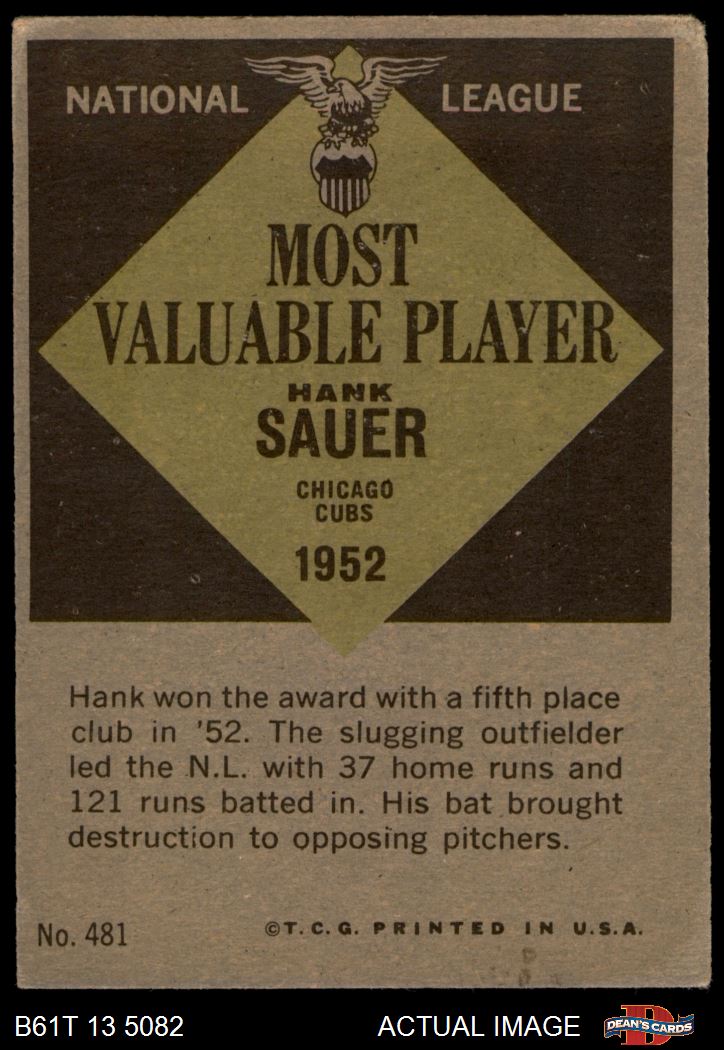 NATIONAL LEAGUE
MOST
VALUABLE PLAYER
HANK
SAUER
CHICAGO
CUBS
1952
Hank won the award with a fifth place
club in '52. The slugging outfielder
led the N.L. with 37 home runs and
121 runs batted in. His bat brought
destruction to opposing pitchers.
No. 481 ©T.C.G. PRINTED IN U.S.A.
B61T 13 5082 ACTUAL IMAGE DEAN'S CARDS